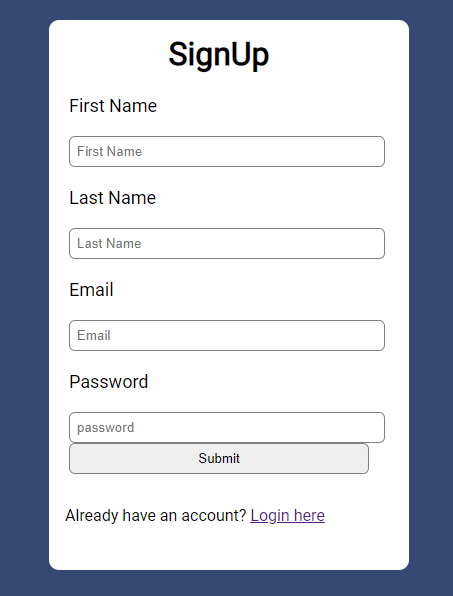 SignUp
First Name
First Name
Last Name
Last Name
Email
Email
Password
password
Submit
Already have an account? Login here